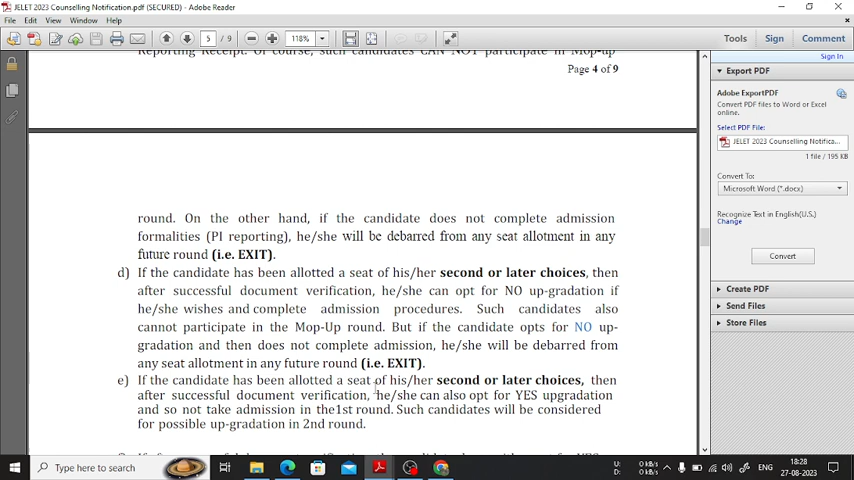 JELET 2023 Counselling Notification.pdf (SECURED) - Adobe Reader
File Edit View Window Help
5 / 9 118% Tools Sign Comment
Sign In
Reporting Receipt. Of course, such candidates CAN NOT participate in Mop-up
Page 4 of 9
round. On the other hand, if the candidate does not complete admission
formalities (PI reporting), he/she will be debarred from any seat allotment in any
future round (i.e. EXIT).
d) If the candidate has been allotted a seat of his/her second or later choices, then
after successful document verification, he/she can opt for NO up-gradation if
he/she wishes and complete admission procedures. Such candidates also
cannot participate in the Mop-Up round. But if the candidate opts for NO up-
gradation and then does not complete admission, he/she will be debarred from
any seat allotment in any future round (i.e. EXIT).
e) If the candidate has been allotted a seat of his/her second or later choices, then
after successful document verification, he/she can also opt for YES upgradation
and so not take admission in the1st round. Such candidates will be considered
for possible up-gradation in 2nd round.
Export PDF
Adobe ExportPDF
Convert PDF files to Word or Excel
online.
Select PDF File:
JELET 2023 Counselling Notifica...
1 file / 195 KB
Convert To:
Microsoft Word (*.docx)
Recognize Text in English(U.S.)
Change
Convert
Create PDF
Send Files
Store Files
Type here to search
U: 0 kB/s
D: 0 kB/s
ENG
18:28
27-08-2023